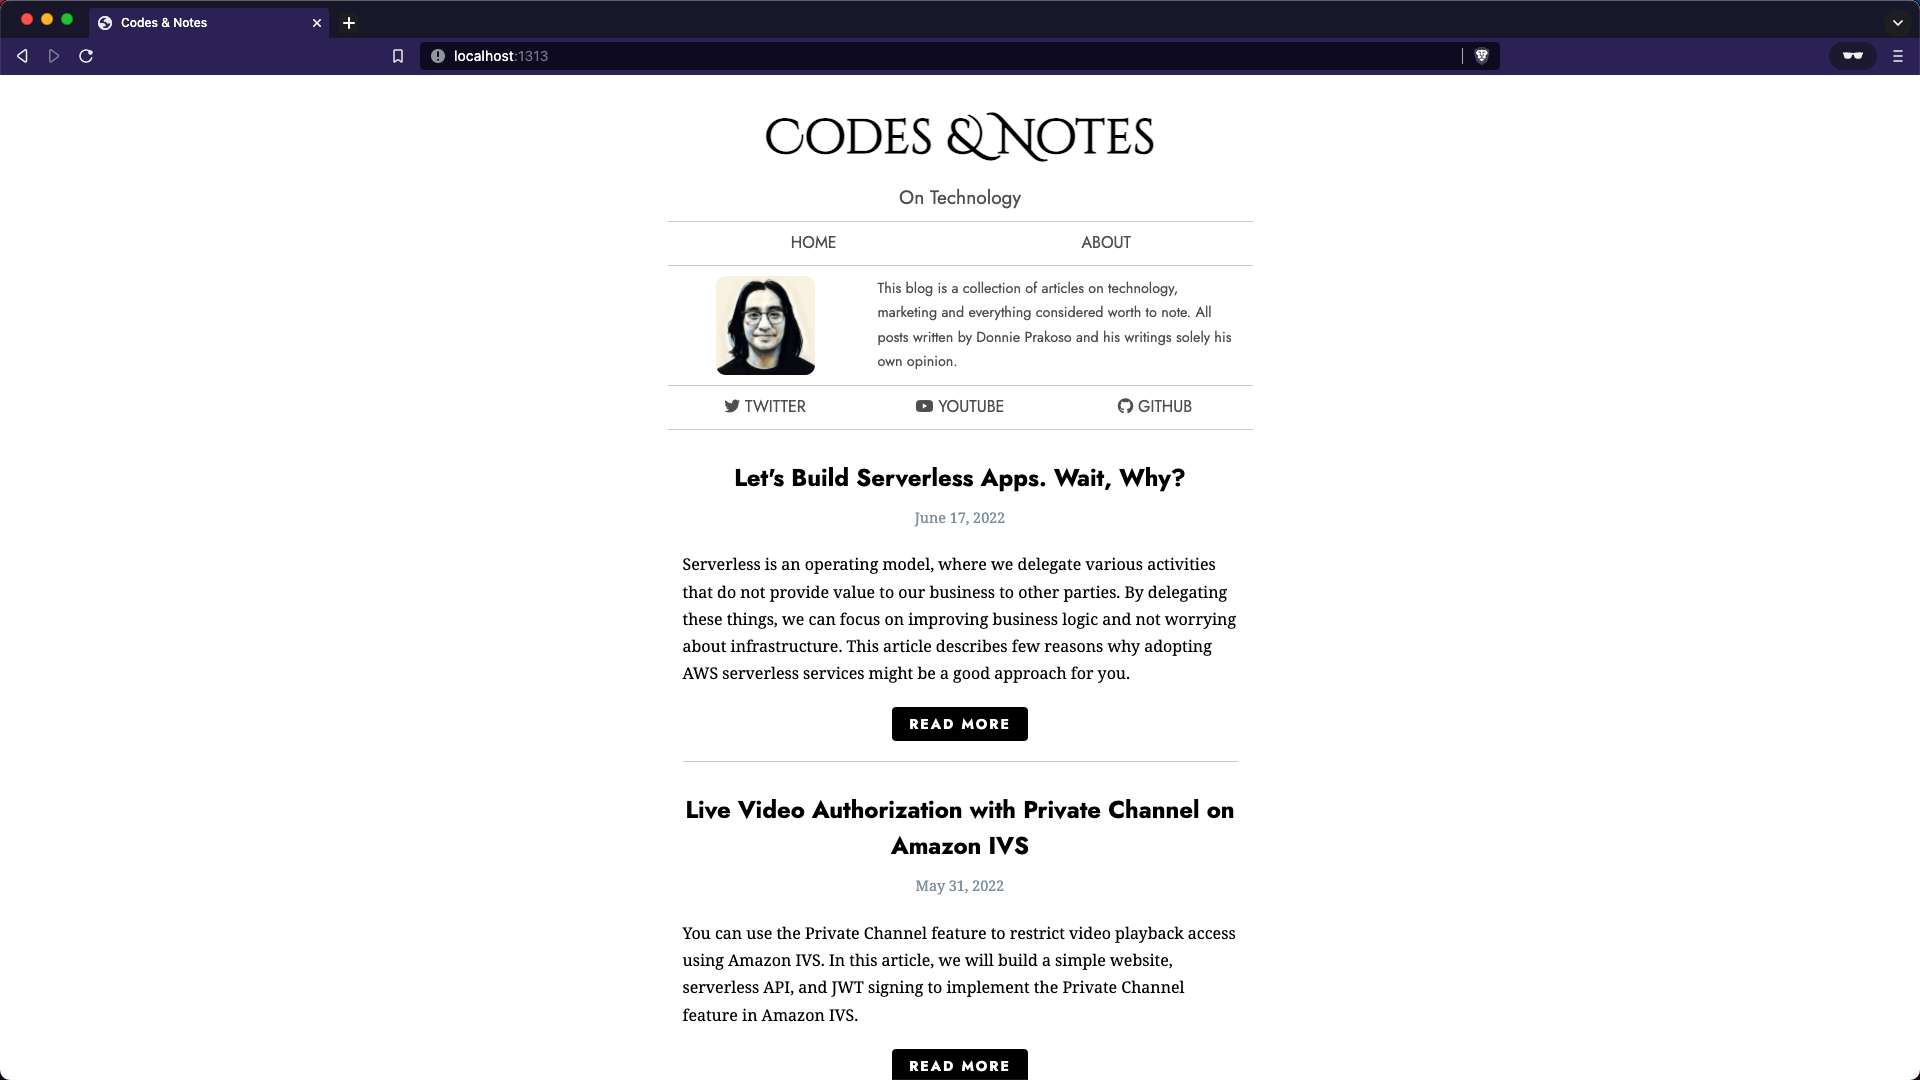 Codes & Notes
localhost:1313
CODES & NOTES
On Technology
HOME ABOUT
This blog is a collection of articles on technology,
marketing and everything considered worth to note. All
posts written by Donnie Prakoso and his writings solely his
own opinion.
TWITTER YOUTUBE GITHUB
Let's Build Serverless Apps. Wait, Why?
June 17, 2022
Serverless is an operating model, where we delegate various activities
that do not provide value to our business to other parties. By delegating
these things, we can focus on improving business logic and not worrying
about infrastructure. This article describes few reasons why adopting
AWS serverless services might be a good approach for you.
READ MORE
Live Video Authorization with Private Channel on
Amazon IVS
May 31, 2022
You can use the Private Channel feature to restrict video playback access
using Amazon IVS. In this article, we will build a simple website,
serverless API, and JWT signing to implement the Private Channel
feature in Amazon IVS.
READ MORE